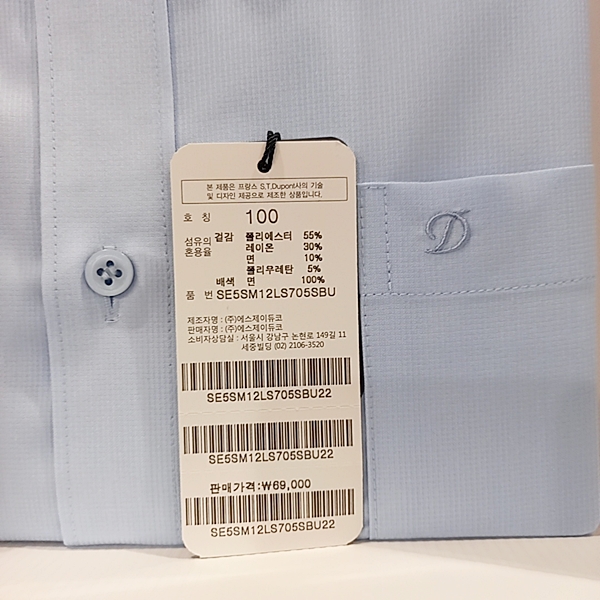 본 제품은 프랑스 S.T.Dupont사의 기술
및 디자인 제공으로 제조한 상품입니다.
호 칭 100
섬유의 혼용율 겉감 폴리에스터 55%
레이온 30%
면 10%
폴리우레탄 5%
배색 면 100%
품 번 SE5SM12LS705SBU
제조자명 : (주)에스제이듀코
판매자명 : (주)에스제이듀코
소비자상담실 : 서울시 강남구 논현로 149길 11
세중빌딩 (02) 2106-3520
SE5SM12LS705SBU22
SE5SM12LS705SBU22
판매가격:₩69,000
SE5SM12LS705SBU22
D